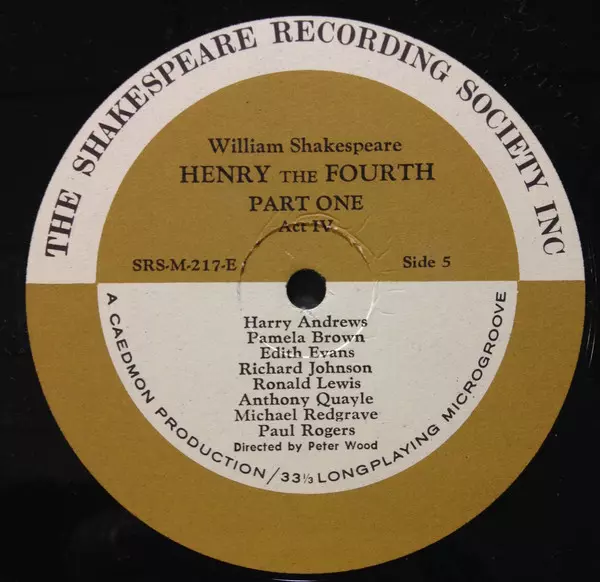 THE SHAKESPEARE RECORDING SOCIETY INC
William Shakespeare
HENRY THE FOURTH
PART ONE
Act IV
SRS-M-217-E
Side 5
Harry Andrews
Pamela Brown
Edith Evans
Richard Johnson
Ronald Lewis
Anthony Quayle
Michael Redgrave
Paul Rogers
Directed by Peter Wood
A CAEDMON PRODUCTION/33⅓ LONGPLAYING MICROGROOVE